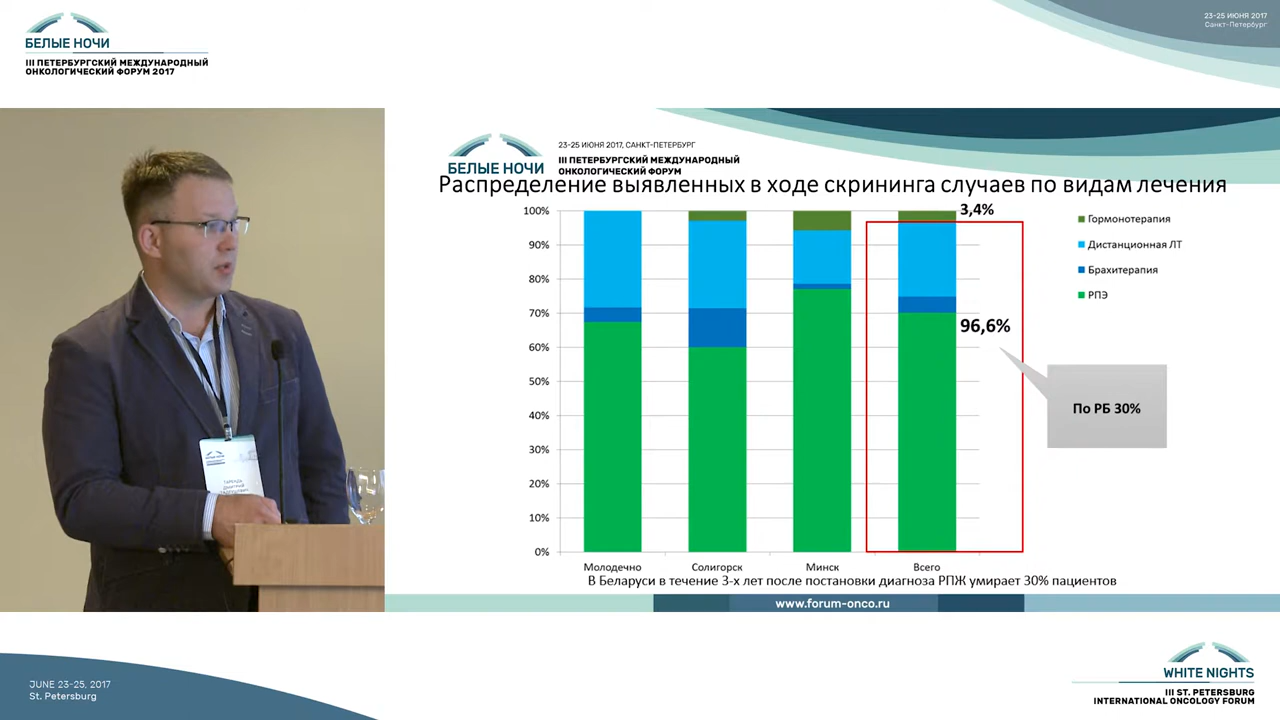 БЕЛЫЕ НОЧИ
III ПЕТЕРБУРГСКИЙ МЕЖДУНАРОДНЫЙ
ОНКОЛОГИЧЕСКИЙ ФОРУМ 2017
23-25 ИЮНЯ 2017
Санкт-Петербург
БЕЛЫЕ НОЧИ
23-25 ИЮНЯ 2017, САНКТ-ПЕТЕРБУРГ
III ПЕТЕРБУРГСКИЙ МЕЖДУНАРОДНЫЙ
ОНКОЛОГИЧЕСКИЙ ФОРУМ
Распределение выявленных в ходе скрининга случаев по видам лечения
100%
90%
80%
70%
60%
50%
40%
30%
20%
10%
0%
3,4%
96,6%
Гормонотерапия
Дистанционная ЛТ
Брахитерапия
РПЭ
По РБ 30%
Молодечно
Солигорск
Минск
Всего
В Беларуси в течение 3-х лет после постановки диагноза РПЖ умирает 30% пациентов
www.forum-onco.ru
БЕЛЫЕ НОЧИ
JUNE 23-25, 2017
St. Petersburg
WHITE NIGHTS
III ST. PETERSBURG
INTERNATIONAL ONCOLOGY FORUM